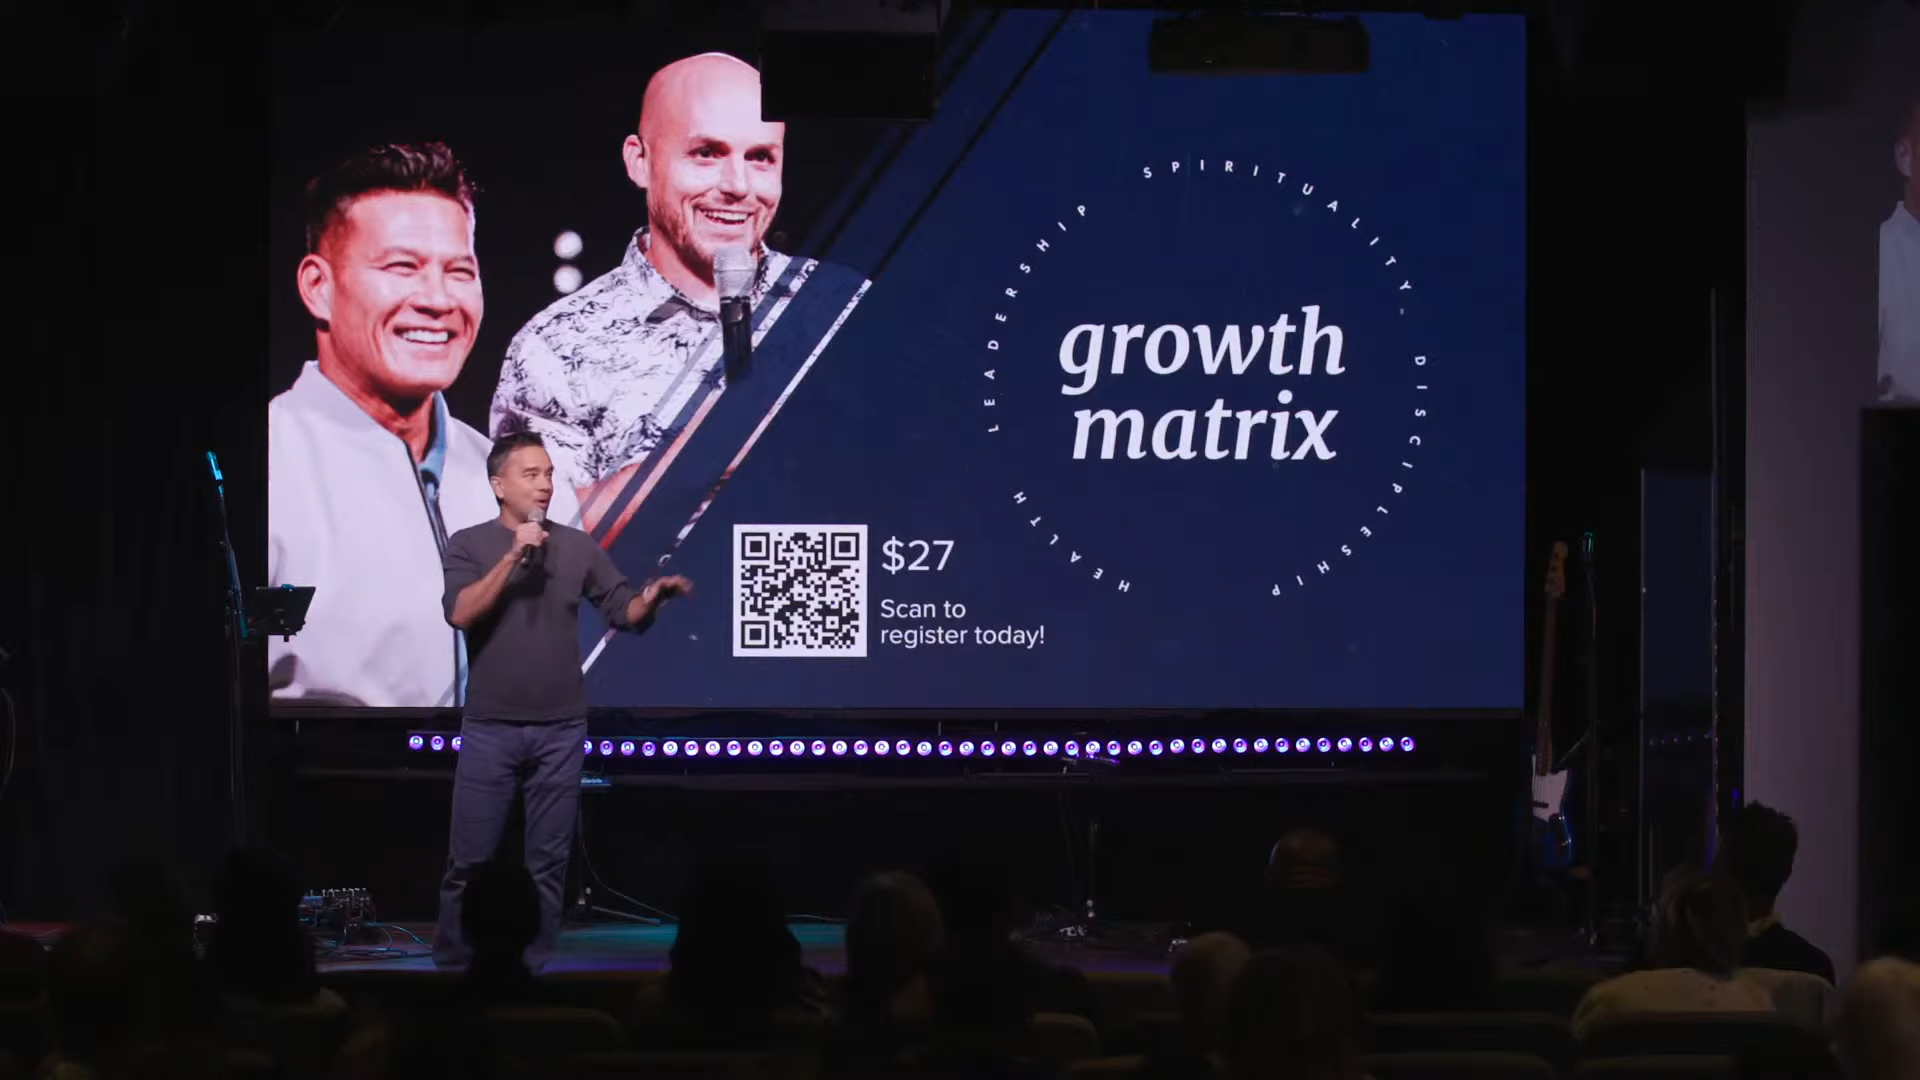 SPIRITUALITY
DISCIPLESHIP
HEALTH
LEADERSHIP
growth
matrix
$27
Scan to
register today!